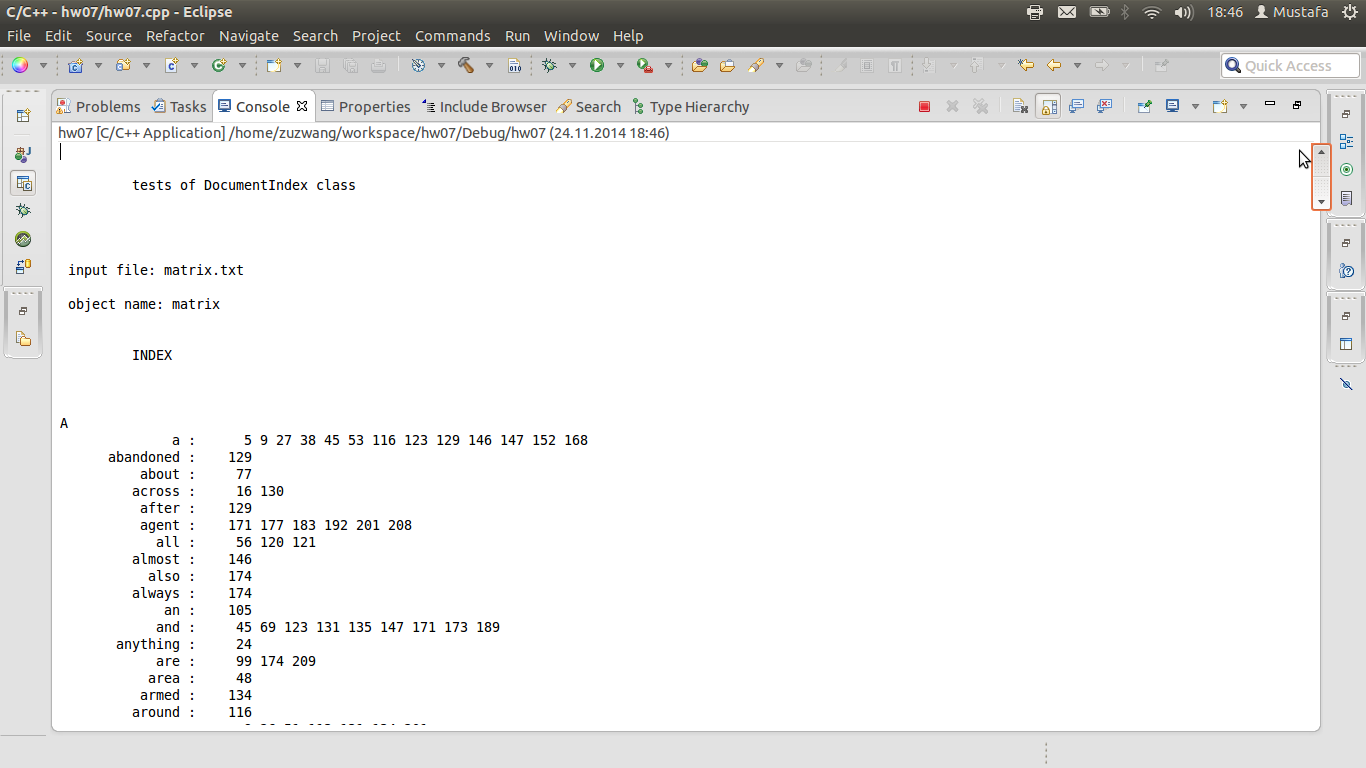 C/C++ - hw07/hw07.cpp - Eclipse
18:46 Mustafa
File Edit Source Refactor Navigate Search Project Commands Run Window Help
Quick Access
Problems Tasks Console Properties Include Browser Search Type Hierarchy
hw07 [C/C++ Application] /home/zuzwang/workspace/hw07/Debug/hw07 (24.11.2014 18:46)
tests of DocumentIndex class
input file: matrix.txt
object name: matrix
INDEX
A
a : 5 9 27 38 45 53 116 123 129 146 147 152 168
abandoned : 129
about : 77
across : 16 130
after : 129
agent : 171 177 183 192 201 208
all : 56 120 121
almost : 146
also : 174
always : 174
an : 105
and : 45 69 123 131 135 147 171 173 189
anything : 24
are : 99 174 209
area : 48
armed : 134
around : 116